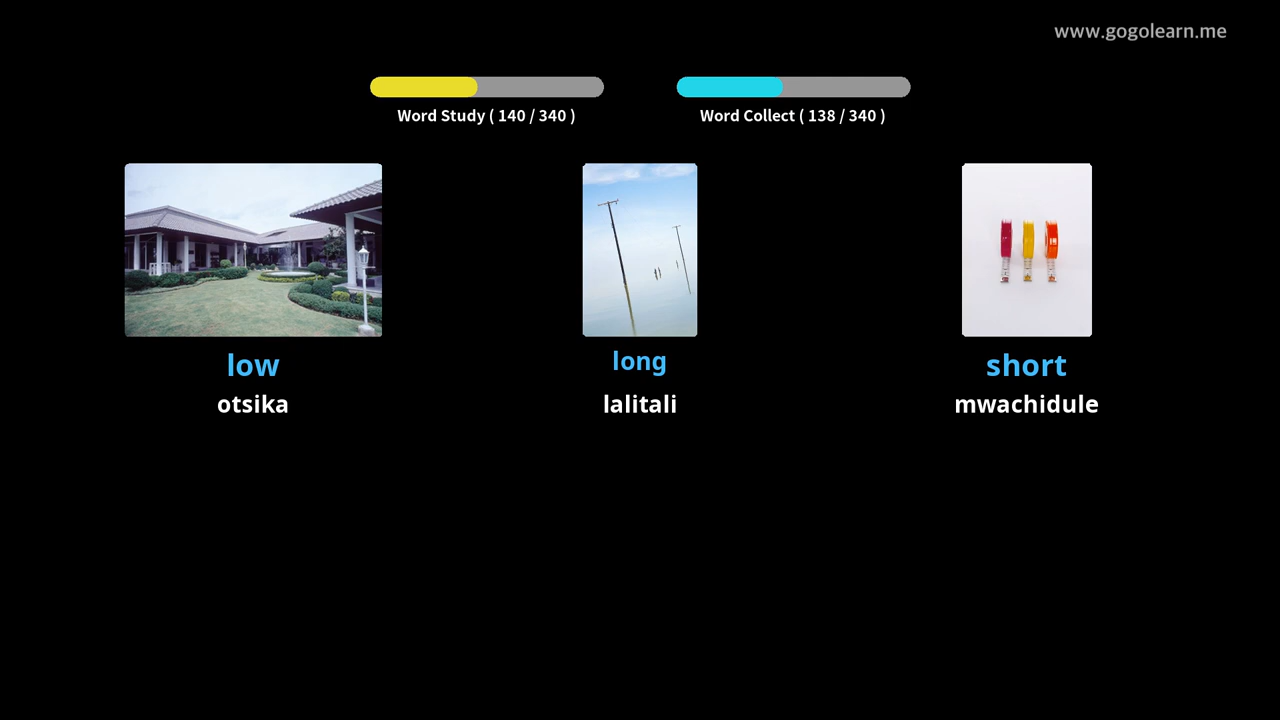 www.gogolearn.me
Word Study ( 140 / 340 )
Word Collect ( 138 / 340 )
low
long
short
otsika
lalitali
mwachidule